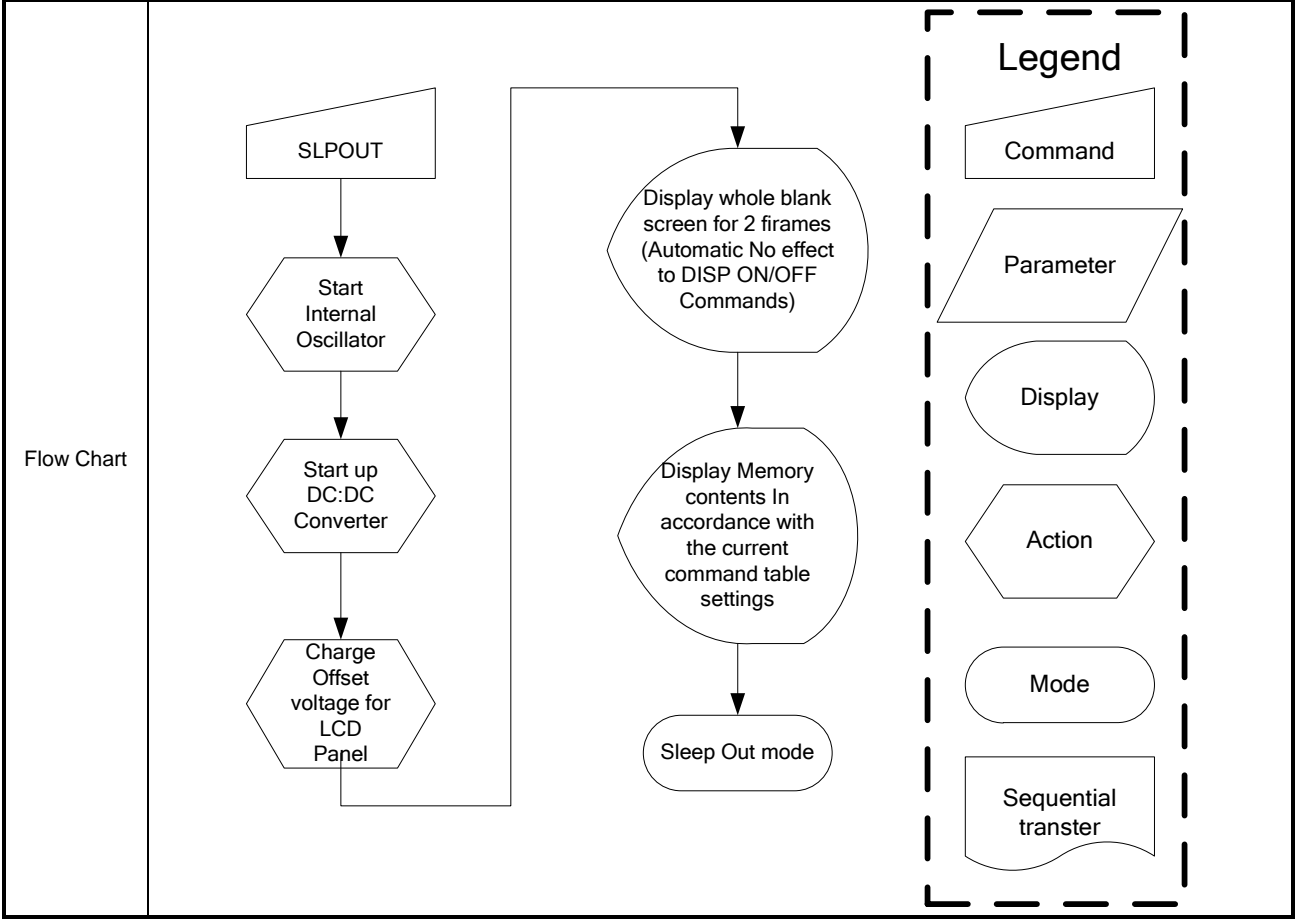 Flow Chart
SLPOUT
Start
Internal
Oscillator
Start up
DC:DC
Converter
Charge
Offset
voltage for
LCD
Panel
Display whole blank
screen for 2 firames
(Automatic No effect
to DISP ON/OFF
Commands)
Display Memory
contents In
accordance with
the current
command table
settings
Sleep Out mode
Legend
Command
Parameter
Display
Action
Mode
Sequential
transter